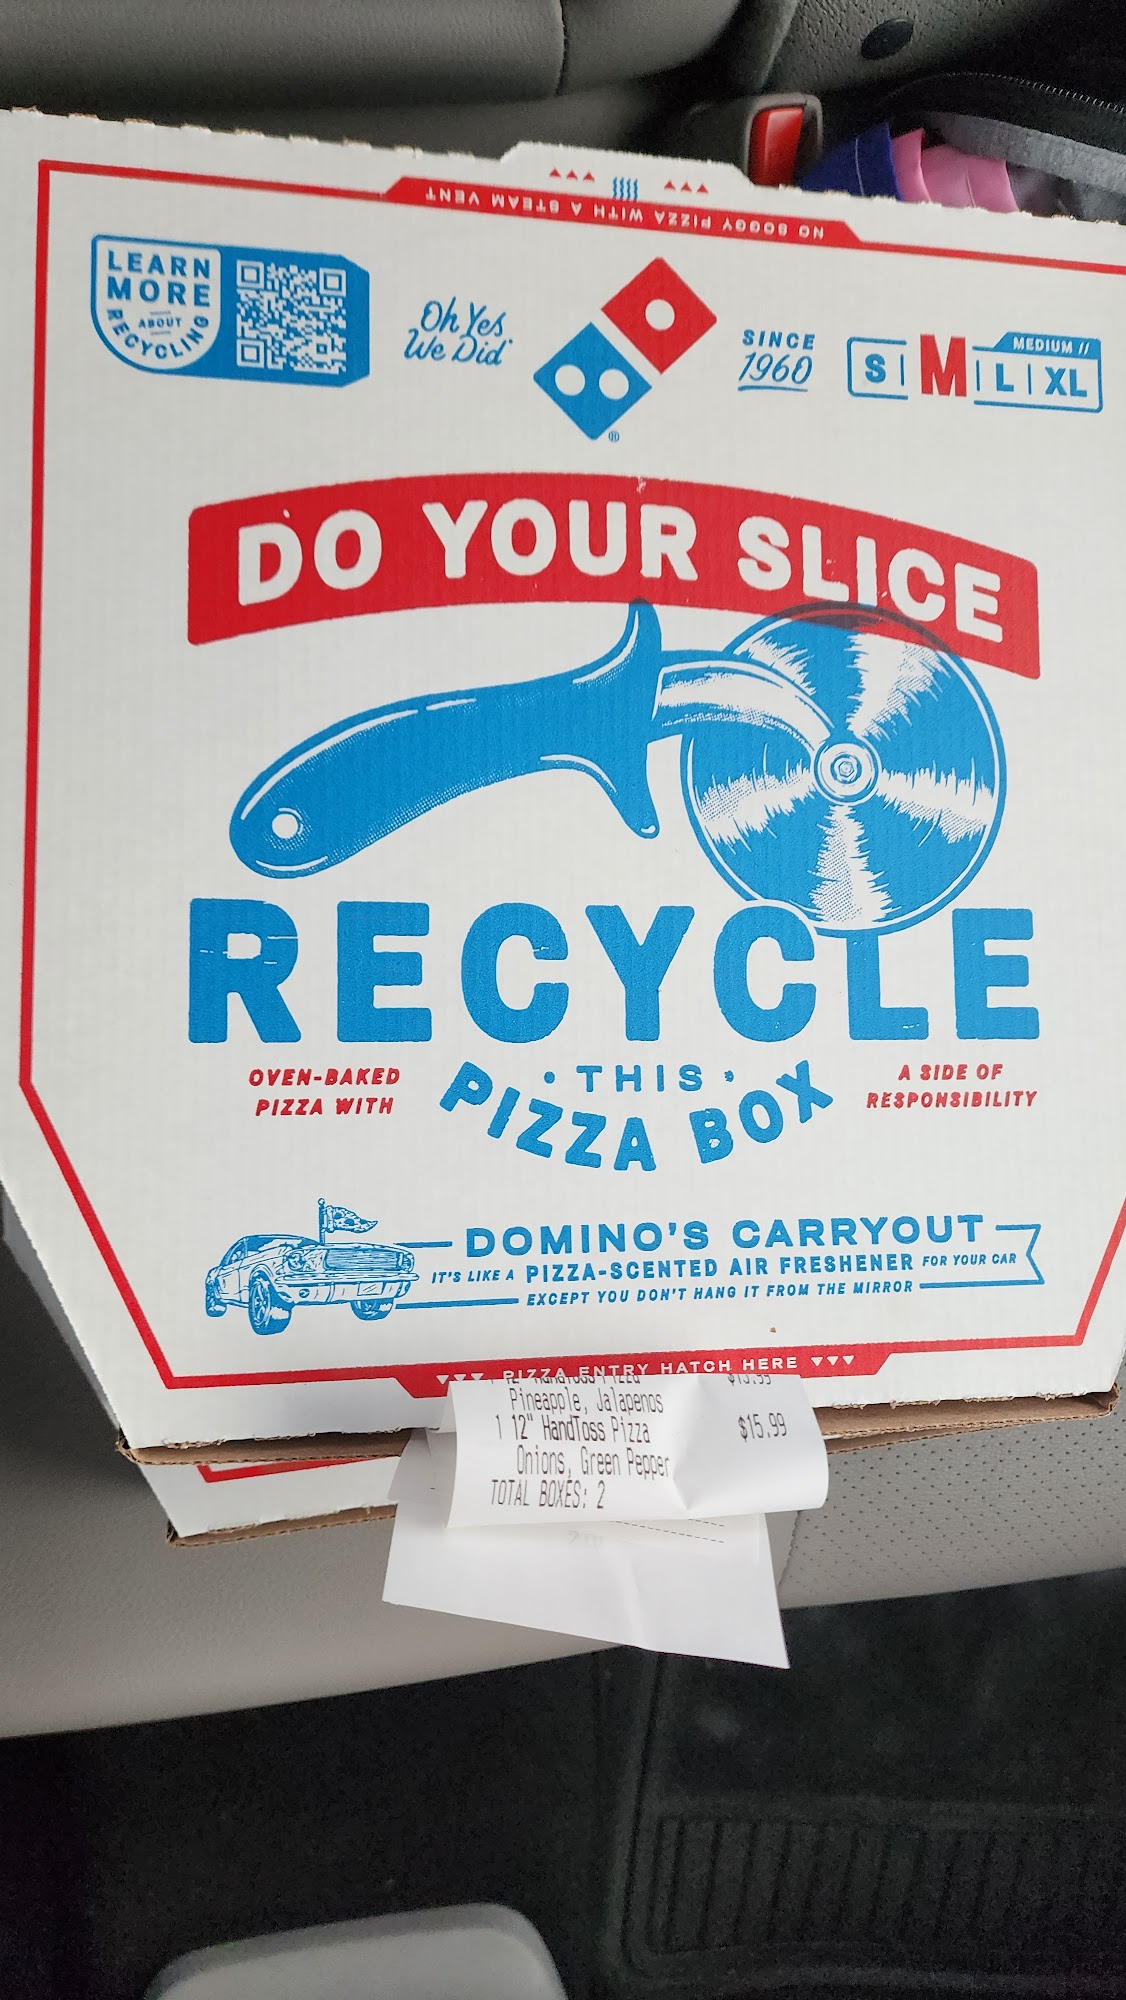 NO SOGGY PIZZA WITH A STEAM VENT
LEARN
MORE
ABOUT
RECYCLING
Oh Yes
We Did
SINCE
1960
MEDIUM //
S | M | L | XL
DO YOUR SLICE
RECYCLE
OVEN-BAKED
PIZZA WITH
• THIS •
PIZZA BOX
A SIDE OF
RESPONSIBILITY
DOMINO'S CARRYOUT
IT'S LIKE A PIZZA-SCENTED AIR FRESHENER FOR YOUR CAR
EXCEPT YOU DON'T HANG IT FROM THE MIRROR
PIZZA ENTRY HATCH HERE
Pineapple, Jalapenos
1 12" HandToss Pizza $15.99
Onions, Green Pepper
TOTAL BOXES: 2